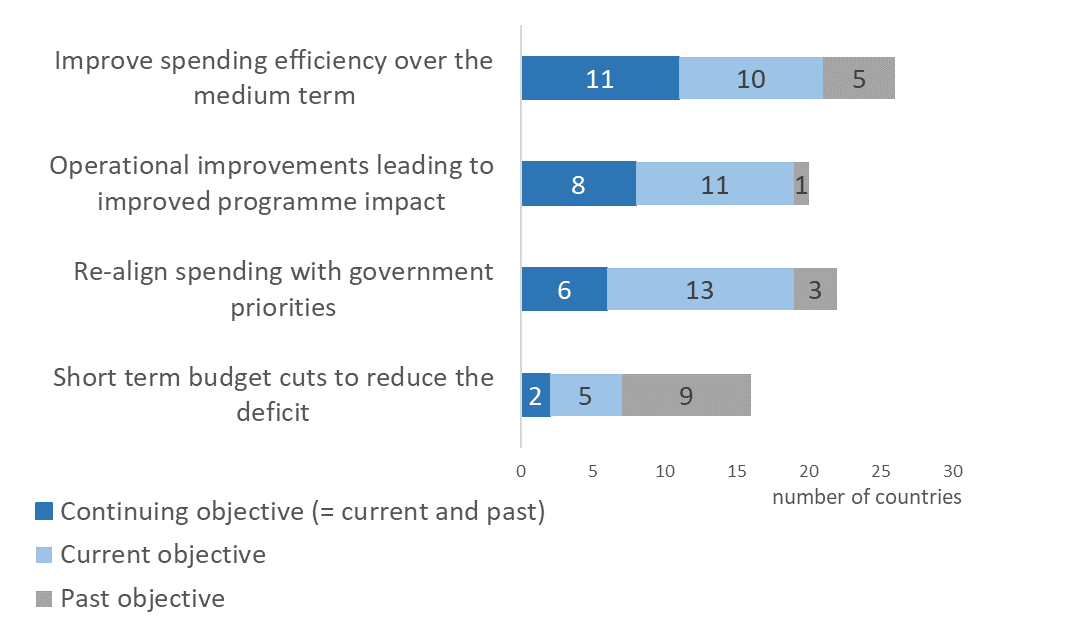 Improve spending efficiency over the
medium term
11 10 5
Operational improvements leading to
improved programme impact
8 11 1
Re-align spending with government
priorities
6 13 3
Short term budget cuts to reduce the
deficit
2 5 9
0 5 10 15 20 25 30
number of countries
Continuing objective (= current and past)
Current objective
Past objective